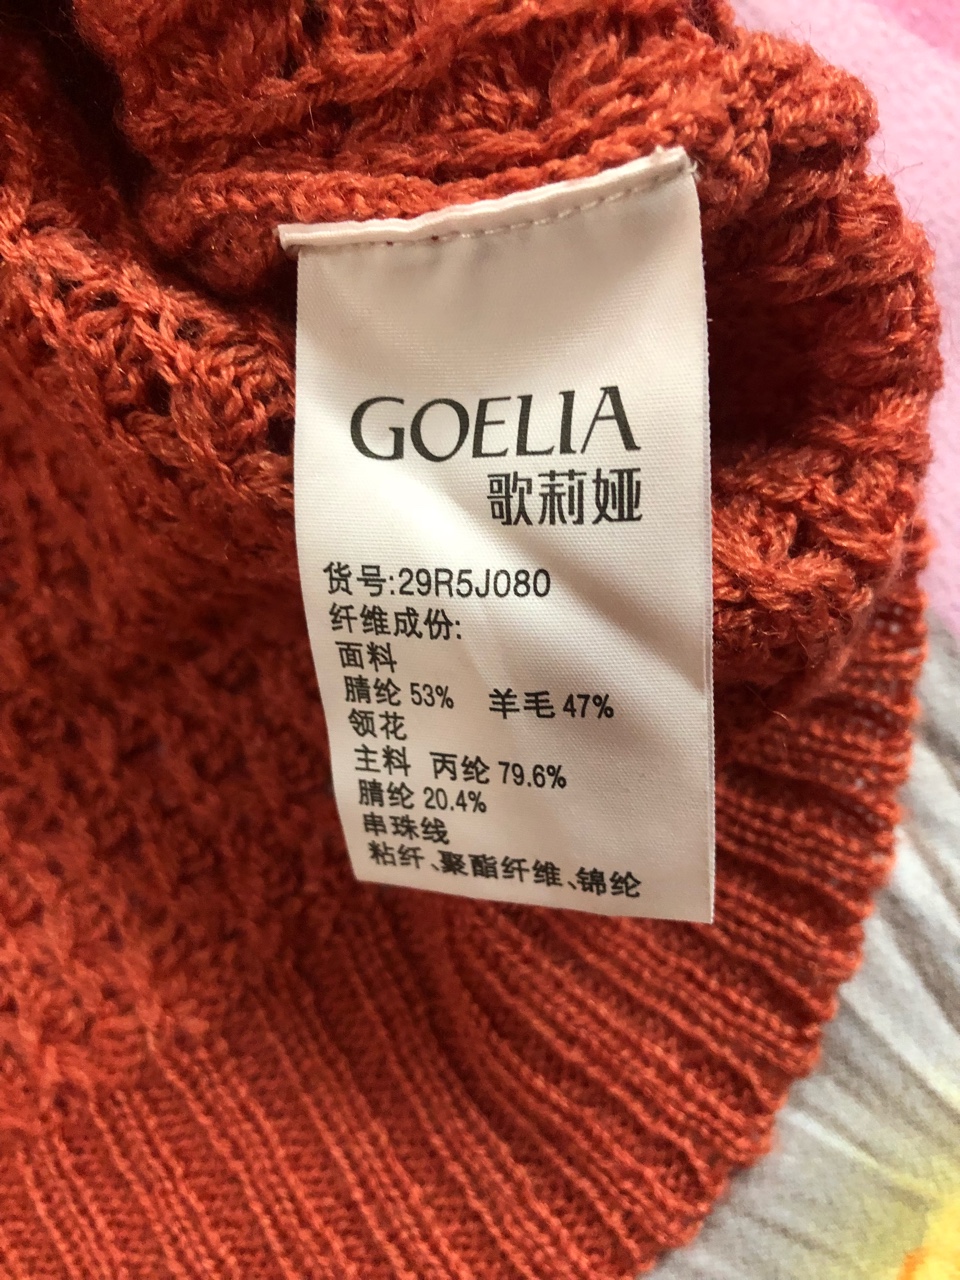 GOELIA
歌莉娅
货号:29R5J080
纤维成份:
面料
腈纶 53% 羊毛 47%
领花
主料 丙纶 79.6%
腈纶 20.4%
串珠线
粘纤、聚酯纤维、锦纶